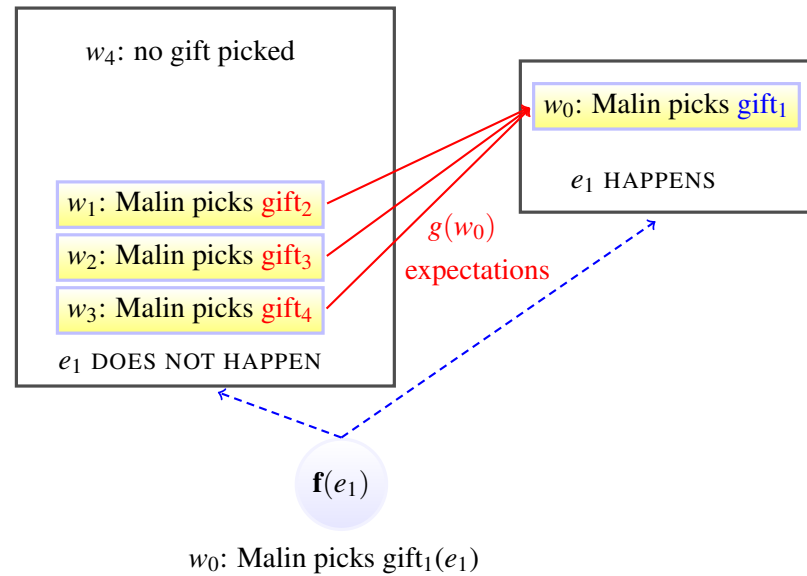 w₄: no gift picked
w₀: Malin picks gift₁
e₁ HAPPENS
w₁: Malin picks gift₂
w₂: Malin picks gift₃
w₃: Malin picks gift₄
e₁ DOES NOT HAPPEN
g(w₀)
expectations
f(e₁)
w₀: Malin picks gift₁(e₁)